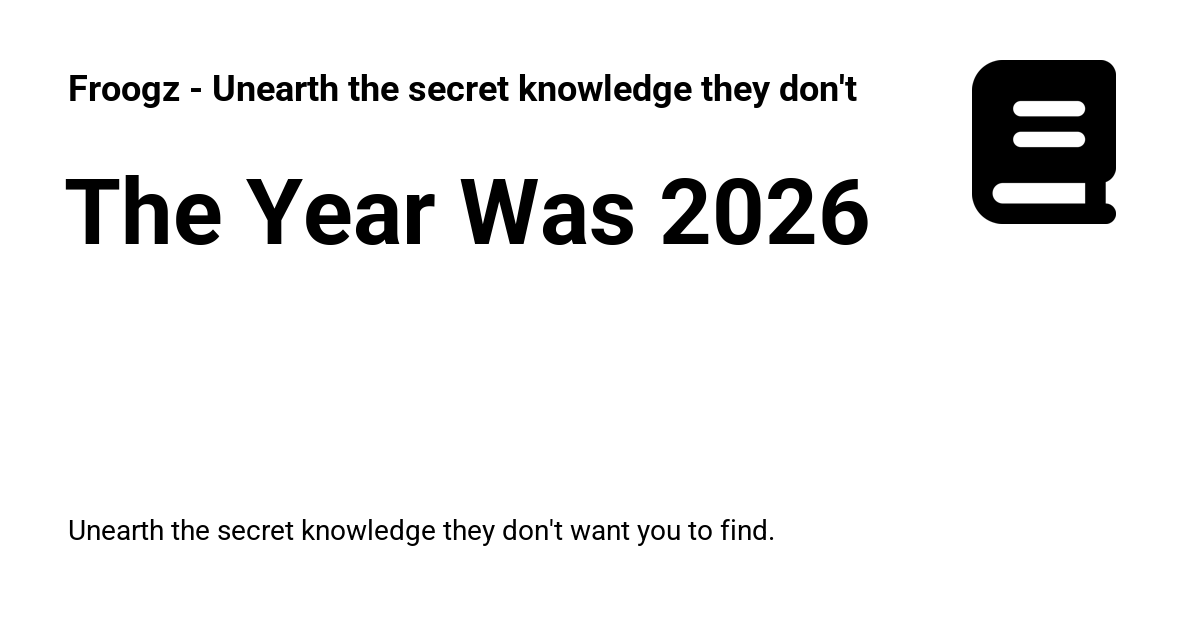 Froogz - Unearth the secret knowledge they don't
The Year Was 2026
Unearth the secret knowledge they don't want you to find.